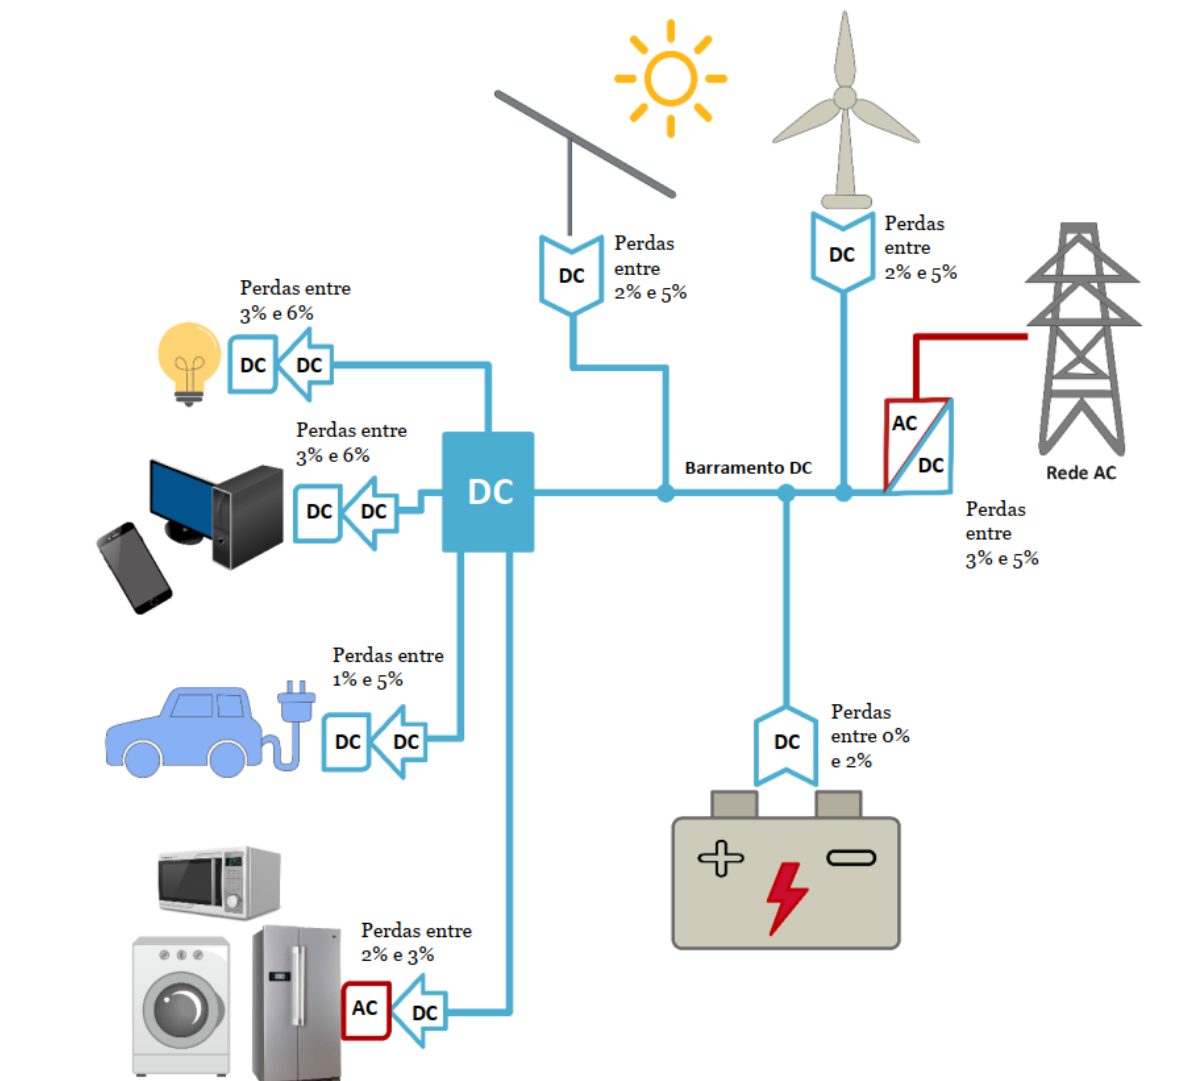 Perdas
entre
2% e 5%
DC
Perdas
entre
2% e 5%
DC
Perdas entre
3% e 6%
DC
DC
AC
DC
Rede AC
Perdas entre
3% e 6%
DC
DC
DC
Barramento DC
Perdas
entre
3% e 5%
Perdas entre
1% e 5%
DC
DC
Perdas
entre 0%
e 2%
DC
Perdas entre
2% e 3%
AC
DC